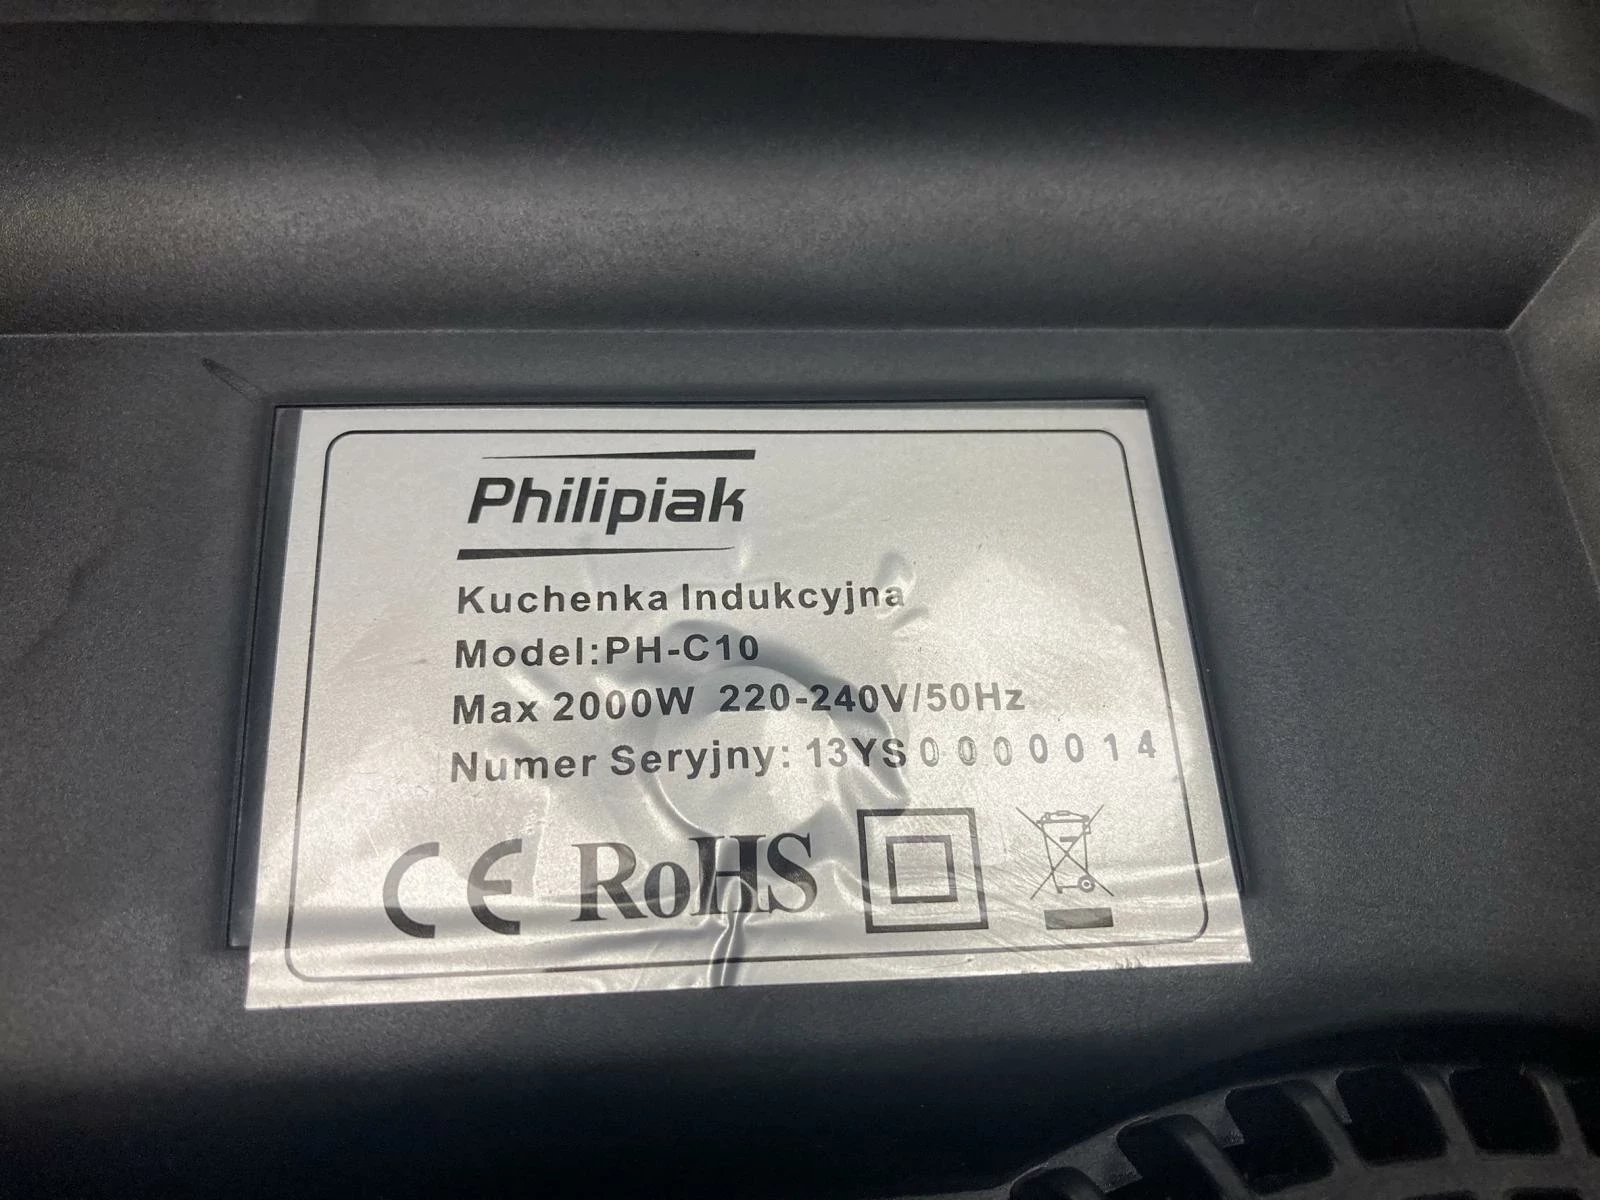 Philipiak
Kuchenka Indukcyjna
Model:PH-C10
Max 2000W 220-240V/50Hz
Numer Seryjny: 13YS0000014
CE RoHS